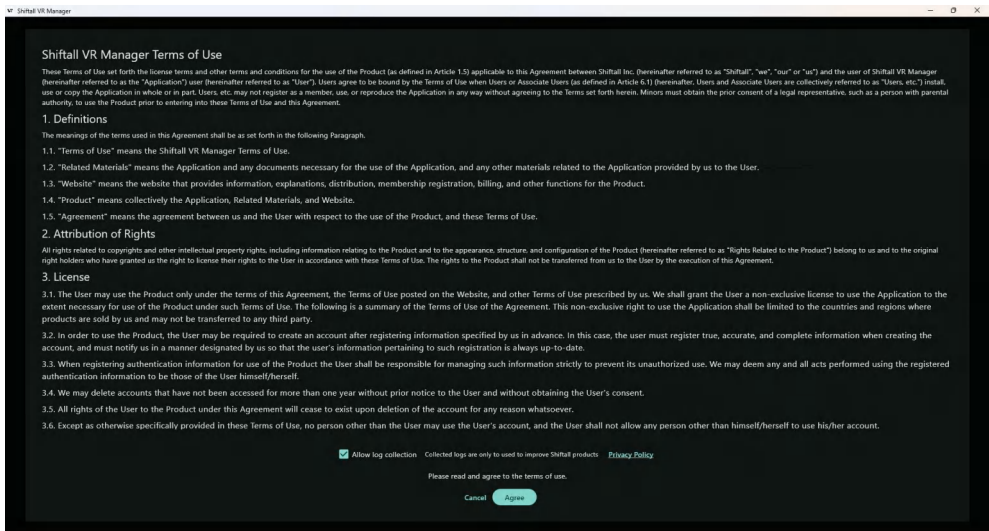 Shiftall VR Manager
Shiftall VR Manager Terms of Use
These Terms of Use set forth the license terms and other terms and conditions for the use of the Product (as defined in Article 1.5) applicable to this Agreement between Shiftall Inc. (hereinafter referred to as "Shiftall", "we", "our" or "us") and the user of Shiftall VR Manager
(hereinafter referred to as the "Application") user (hereinafter referred to as "User"). Users agree to be bound by the Terms of Use when Users or Associate Users (as defined in Article 6.1) (hereinafter, Users and Associate Users are collectively referred to as "Users, etc.") install,
use or copy the Application in whole or in part. Users, etc. may not register as a member, use, or reproduce the Application in any way without agreeing to the Terms set forth herein. Minors must obtain the prior consent of a legal representative, such as a person with parental
authority, to use the Product prior to entering into these Terms of Use and this Agreement.
1. Definitions
The meanings of the terms used in this Agreement shall be as set forth in the following Paragraph.
1.1. "Terms of Use" means the Shiftall VR Manager Terms of Use.
1.2. "Related Materials" means the Application and any documents necessary for the use of the Application, and any other materials related to the Application provided by us to the User.
1.3. "Website" means the website that provides information, explanations, distribution, membership registration, billing, and other functions for the Product.
1.4. "Product" means collectively the Application, Related Materials, and Website.
1.5. "Agreement" means the agreement between us and the User with respect to the use of the Product, and these Terms of Use.
2. Attribution of Rights
All rights related to copyrights and other intellectual property rights, including information relating to the Product and to the appearance, structure, and configuration of the Product (hereinafter referred to as "Rights Related to the Product") belong to us and to the original
right holders who have granted us the right to license their rights to the User in accordance with these Terms of Use. The rights to the Product shall not be transferred from us to the User by the execution of this Agreement.
3. License
3.1. The User may use the Product only under the terms of this Agreement, the Terms of Use posted on the Website, and other Terms of Use prescribed by us. We shall grant the User a non-exclusive license to use the Application to the
extent necessary for use of the Product under such Terms of Use. The following is a summary of the Terms of Use of the Agreement. This non-exclusive right to use the Application shall be limited to the countries and regions where
products are sold by us and may not be transferred to any third party.
3.2. In order to use the Product, the User may be required to create an account after registering information specified by us in advance. In this case, the user must register true, accurate, and complete information when creating the
account, and must notify us in a manner designated by us so that the user's information pertaining to such registration is always up-to-date.
3.3. When registering authentication information for use of the Product the User shall be responsible for managing such information strictly to prevent its unauthorized use. We may deem any and all acts performed using the registered
authentication information to be those of the User himself/herself.
3.4. We may delete accounts that have not been accessed for more than one year without prior notice to the User and without obtaining the User's consent.
3.5. All rights of the User to the Product under this Agreement will cease to exist upon deletion of the account for any reason whatsoever.
3.6. Except as otherwise specifically provided in these Terms of Use, no person other than the User may use the User's account, and the User shall not allow any person other than himself/herself to use his/her account.
Allow log collection Collected logs are only to used to improve Shiftall products Privacy Policy
Please read and agree to the terms of use.
Cancel Agree